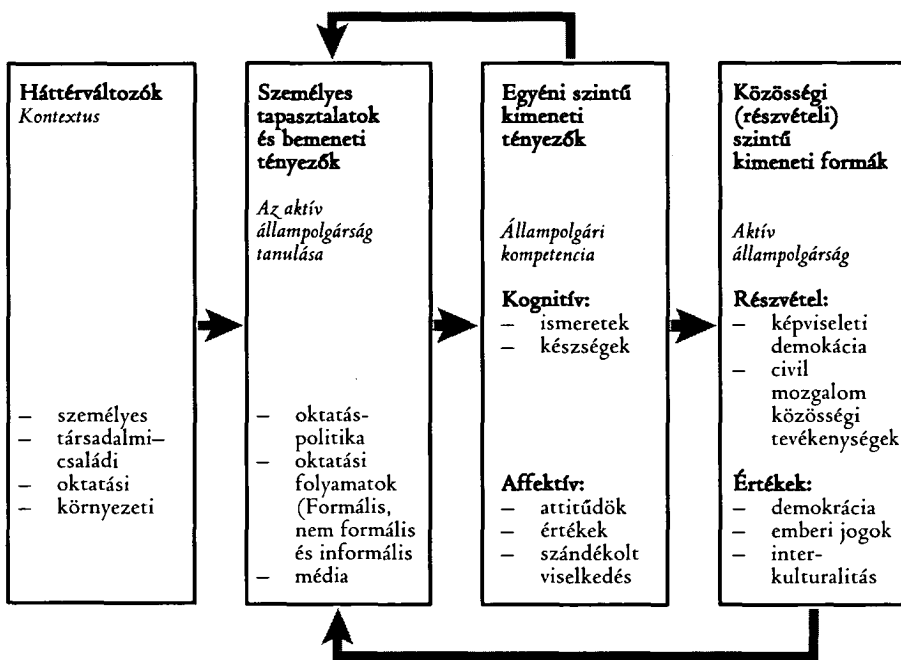 Háttérváltozók
Kontextus
– személyes
– társadalmi–
családi
– oktatási
– környezeti
Személyes
tapasztalatok
és bemeneti
tényezők
Az aktív
állampolgárság
tanulása
– oktatás-
politika
– oktatási
folyamatok
(Formális,
nem formális
és informális
– média
Egyéni szintű
kimeneti
tényezők
Állampolgári
kompetencia
Kognitív:
– ismeretek
– készségek
Affektív:
– attitűdök
– értékek
– szándékolt
viselkedés
Közösségi
(részvételi)
szintű
kimeneti formák
Aktív
állampolgárság
Részvétel:
– képviseleti
demokácia
– civil
mozgalom
közösségi
tevékenységek
Értékek:
– demokrácia
– emberi jogok
– inter-
kulturalitás